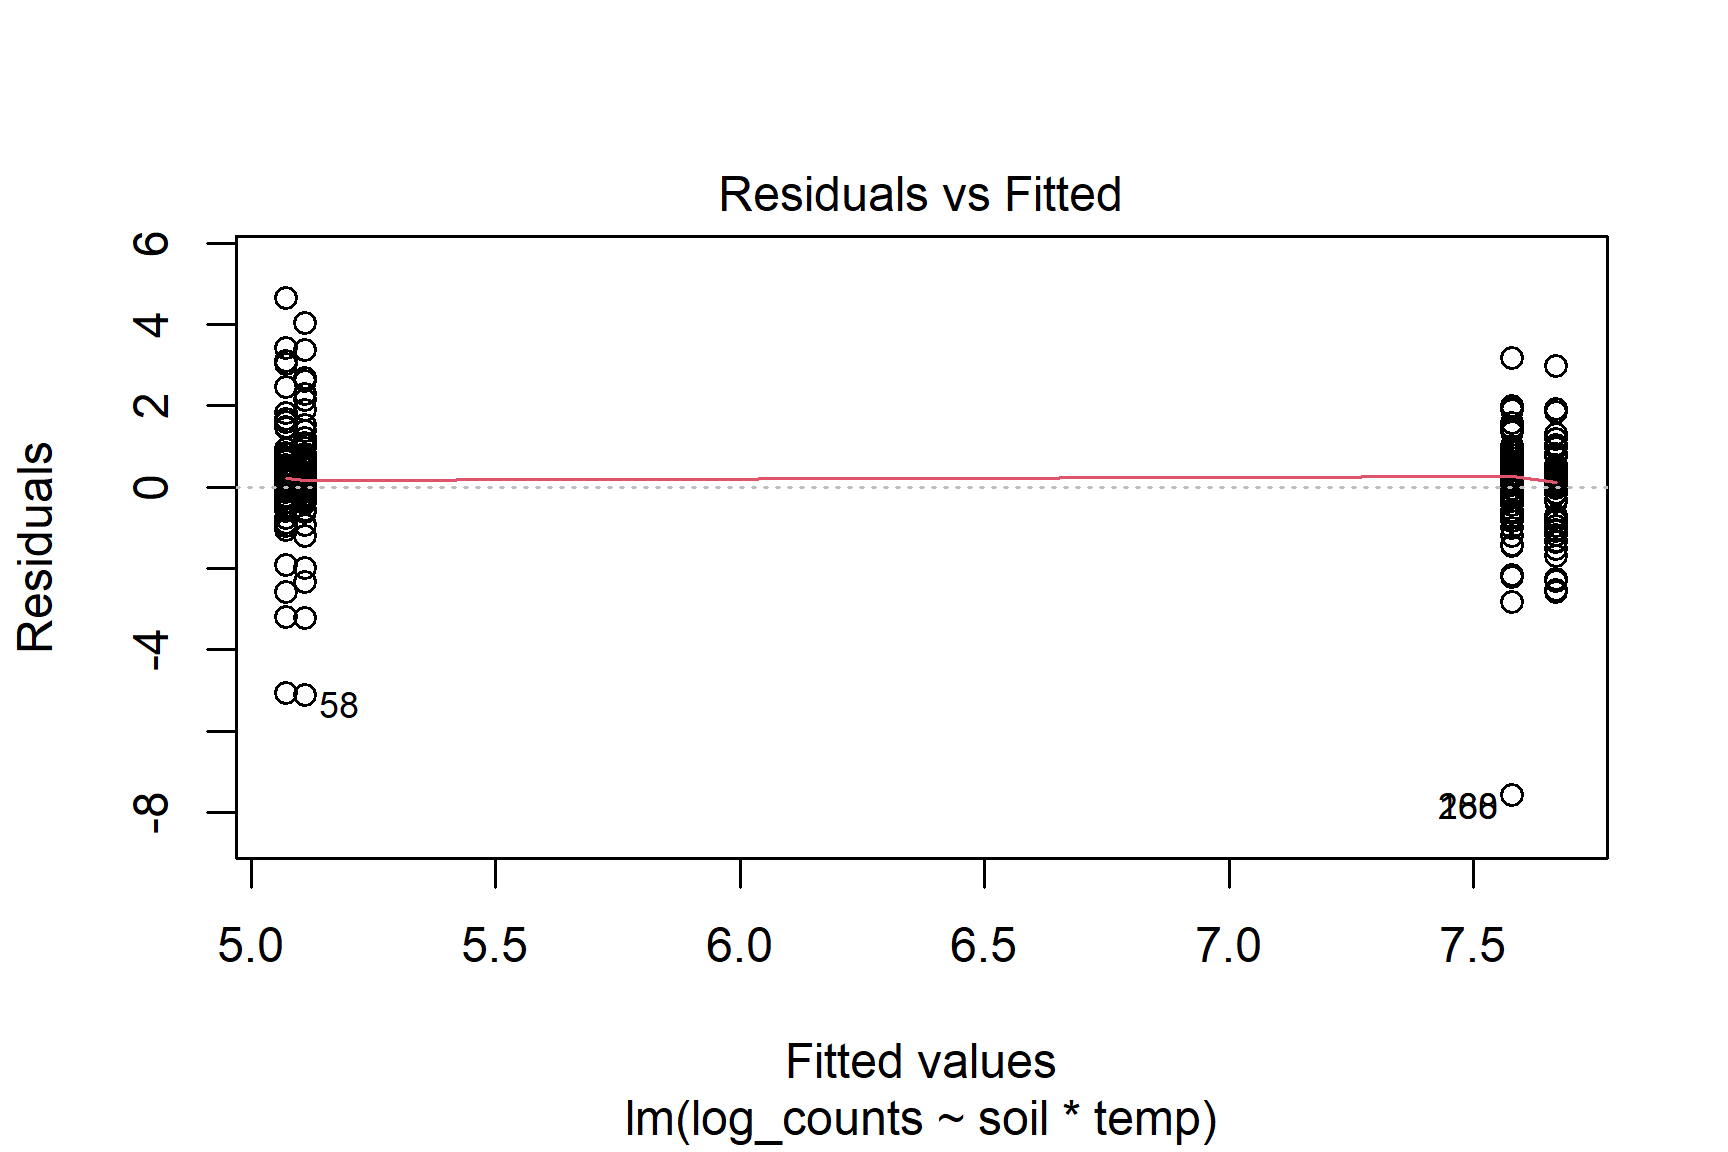 Residuals vs Fitted
Residuals
6
4
2
0
-4
-8
58
5.0 5.5 6.0 6.5 7.0 7.5
Fitted values
lm(log_counts ~ soil * temp)